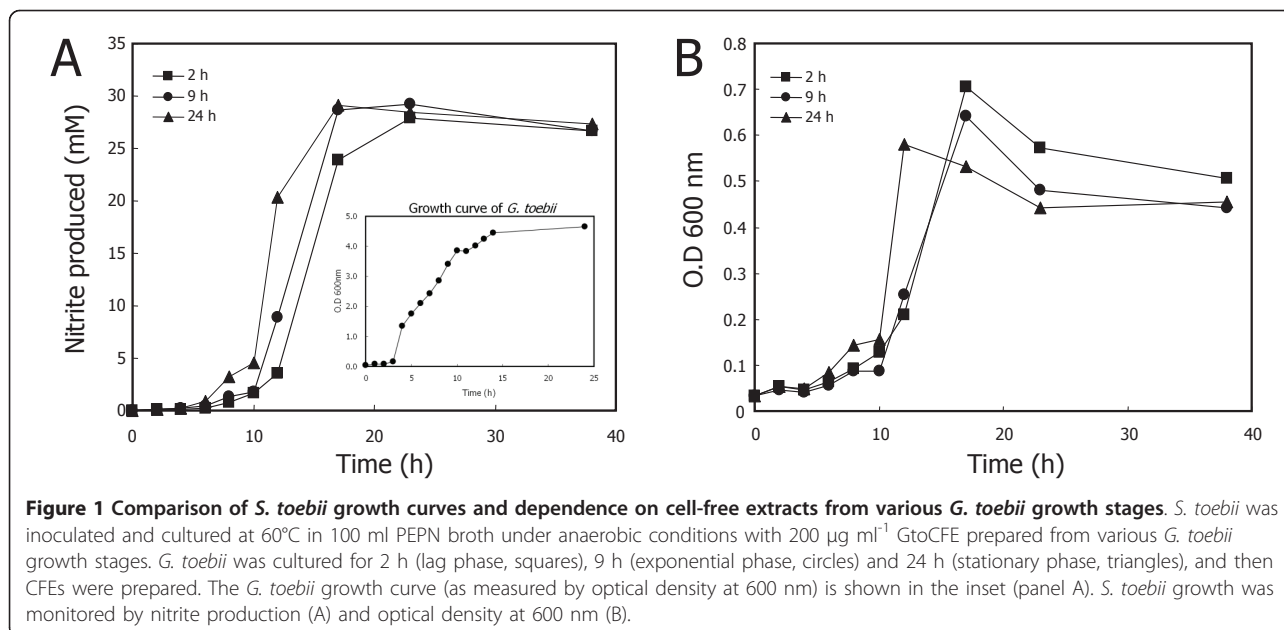 A
35
30
25
20
15
10
5
0
Nitrite produced (mM)
2 h
9 h
24 h
0 10 20 30 40
Time (h)
Growth curve of G. toebii
5.0
4.0
3.0
2.0
1.0
0.0
O.D 600nm
0 5 10 15 20 25
Time (h)
B
0.8
0.7
0.6
0.5
0.4
0.3
0.2
0.1
0
O.D 600 nm
2 h
9 h
24 h
0 10 20 30 40
Time (h)
Figure 1 Comparison of S. toebii growth curves and dependence on cell-free extracts from various G. toebii growth stages. S. toebii was
inoculated and cultured at 60°C in 100 ml PEPN broth under anaerobic conditions with 200 μg ml⁻¹ GtoCFE prepared from various G. toebii
growth stages. G. toebii was cultured for 2 h (lag phase, squares), 9 h (exponential phase, circles) and 24 h (stationary phase, triangles), and then
CFEs were prepared. The G. toebii growth curve (as measured by optical density at 600 nm) is shown in the inset (panel A). S. toebii growth was
monitored by nitrite production (A) and optical density at 600 nm (B).